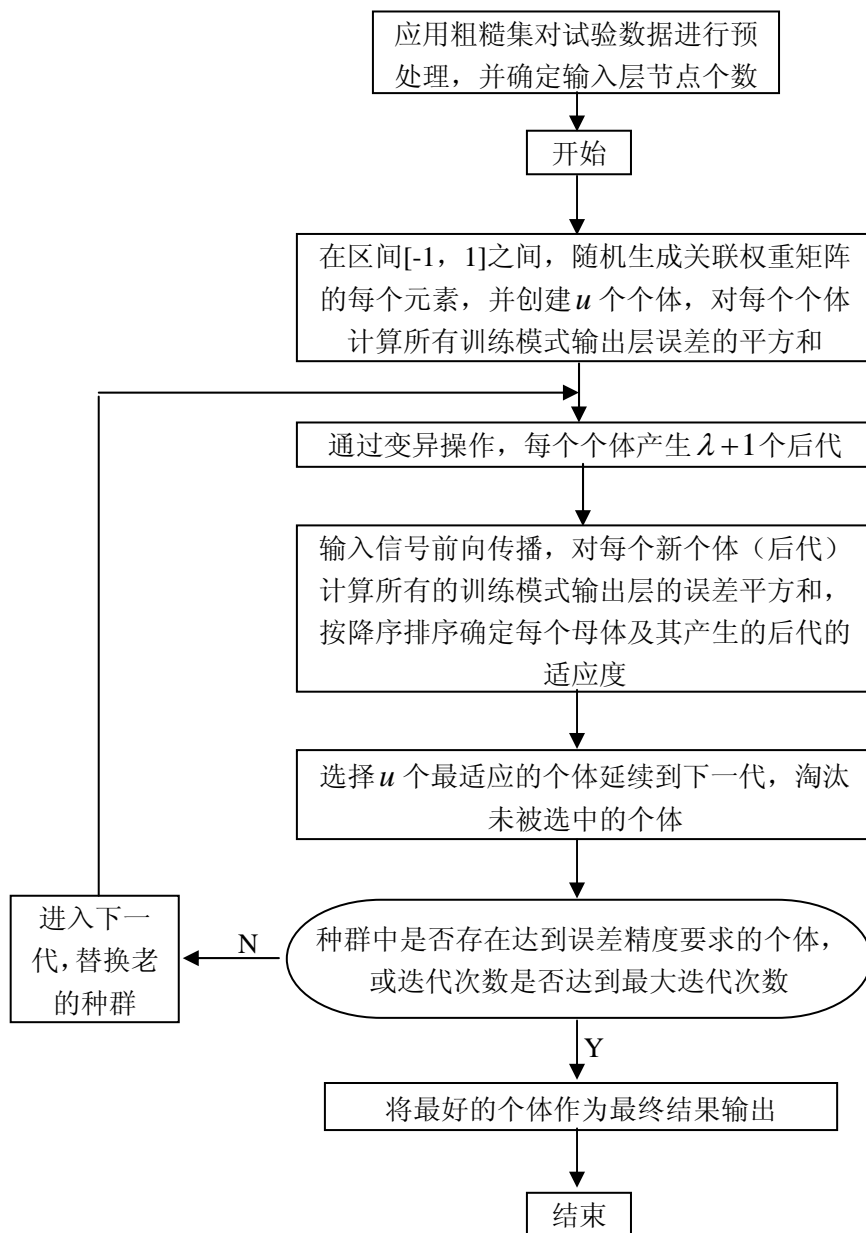 应用粗糙集对试验数据进行预
处理，并确定输入层节点个数
开始
在区间[-1，1]之间，随机生成关联权重矩阵
的每个元素，并创建 u 个个体，对每个个体
计算所有训练模式输出层误差的平方和
通过变异操作，每个个体产生 λ+1 个后代
输入信号前向传播，对每个新个体（后代）
计算所有的训练模式输出层的误差平方和，
按降序排序确定每个母体及其产生的后代的
适应度
选择 u 个最适应的个体延续到下一代，淘汰
未被选中的个体
种群中是否存在达到误差精度要求的个体，
或迭代次数是否达到最大迭代次数
N
进入下一
代，替换老
的种群
Y
将最好的个体作为最终结果输出
结束